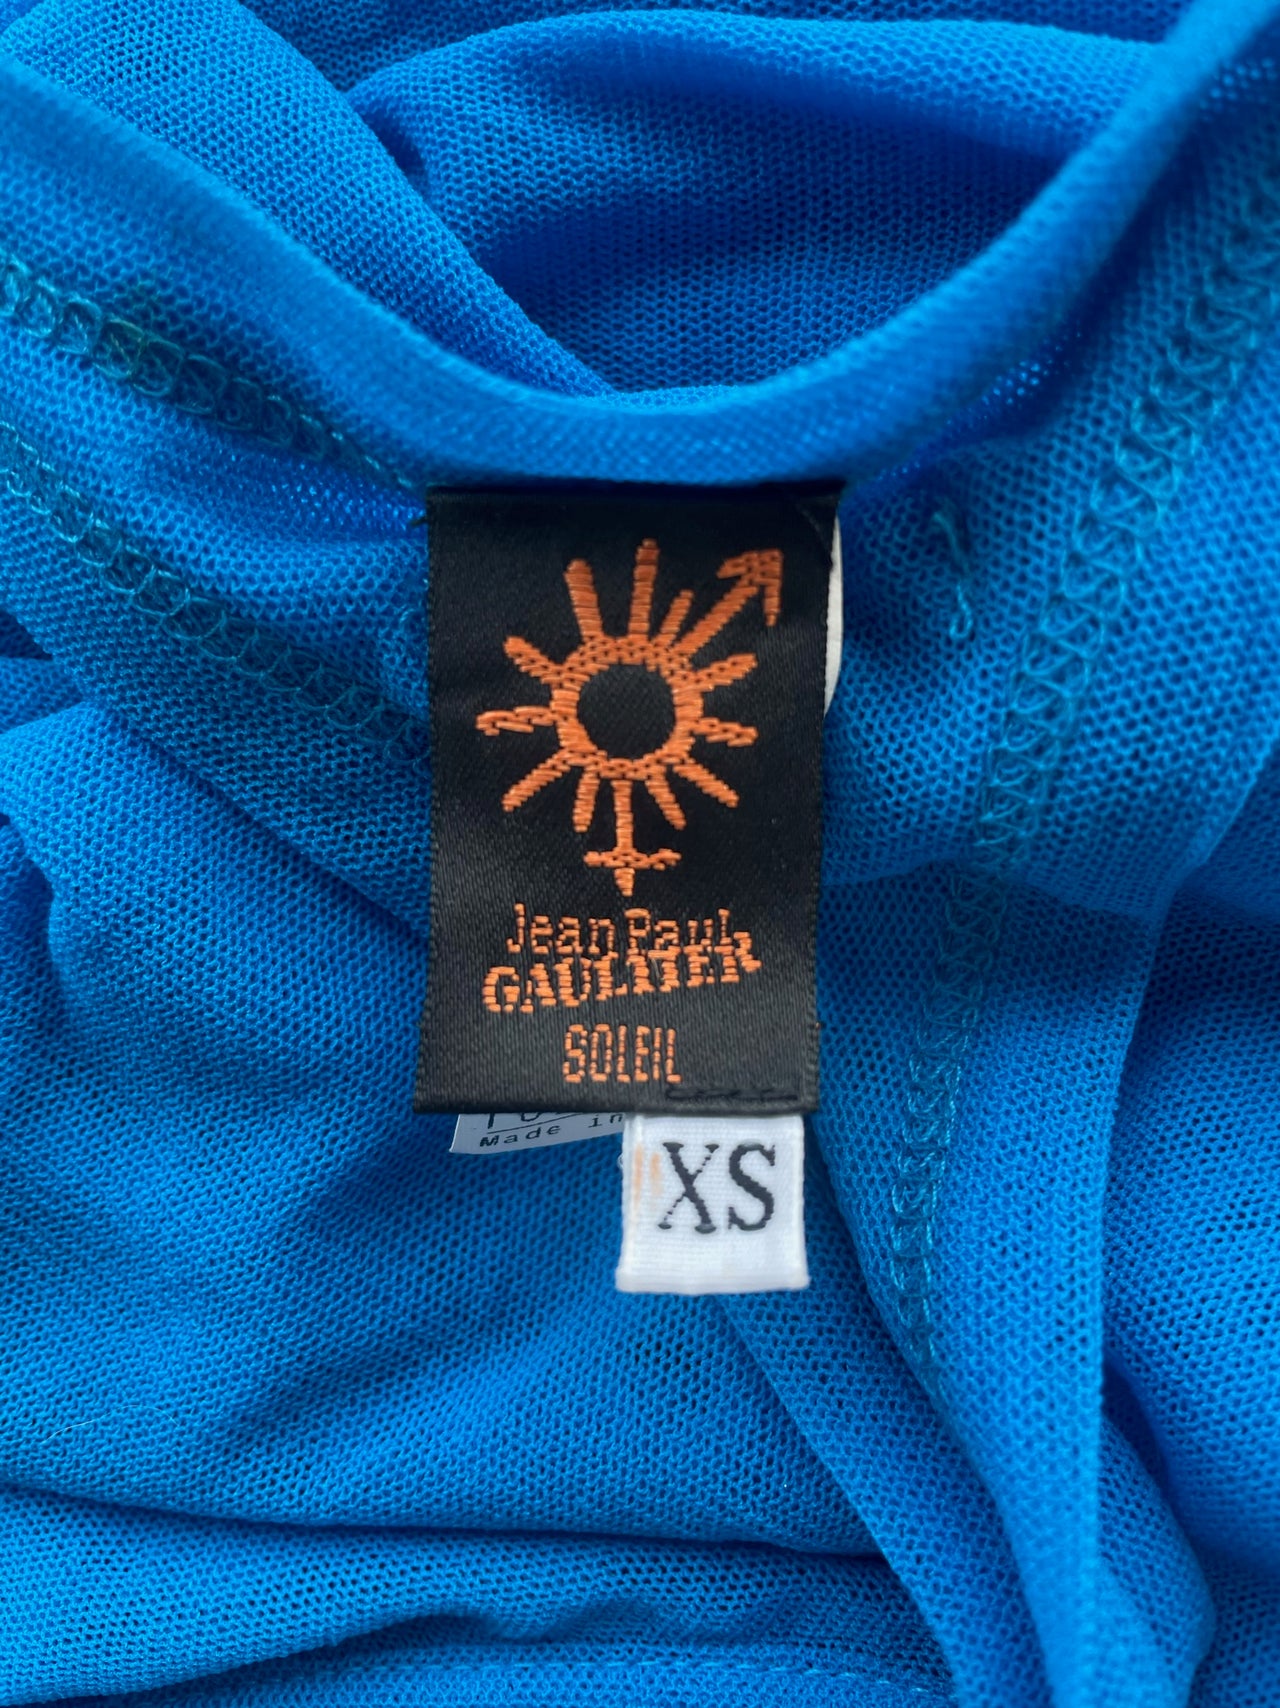 Jean Paul
GAULTIER
SOLEIL
Made in
XS